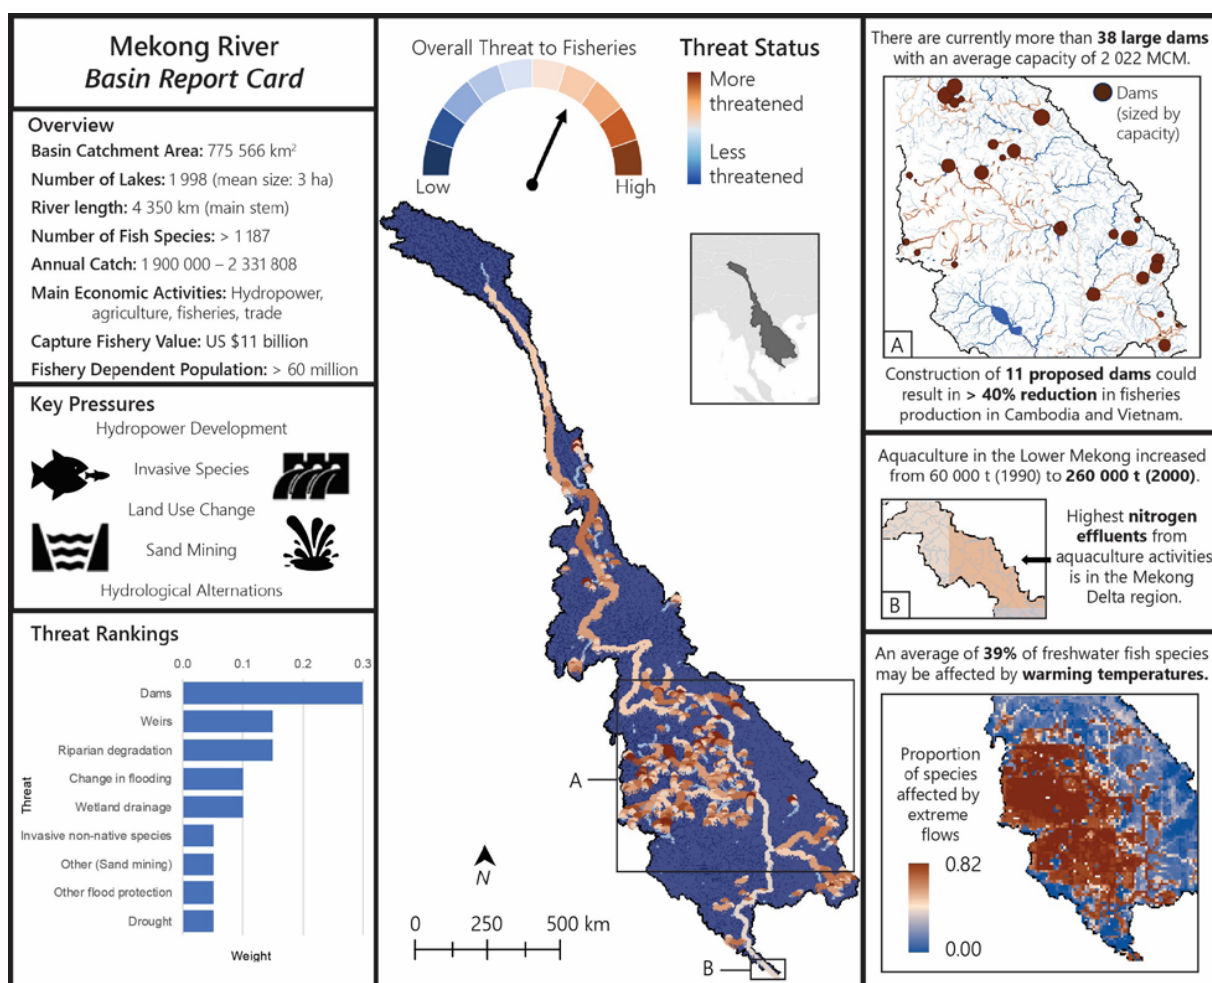 Mekong River
Basin Report Card
Overview
Basin Catchment Area: 775 566 km²
Number of Lakes: 1 998 (mean size: 3 ha)
River length: 4 350 km (main stem)
Number of Fish Species: > 1 187
Annual Catch: 1 900 000 – 2 331 808
Main Economic Activities: Hydropower,
agriculture, fisheries, trade
Capture Fishery Value: US $11 billion
Fishery Dependent Population: > 60 million
Key Pressures
Hydropower Development
Invasive Species
Land Use Change
Sand Mining
Hydrological Alternations
Threat Rankings
0.0 0.1 0.2 0.3
Threat
Dams
Weirs
Riparian degradation
Change in flooding
Wetland drainage
Invasive non-native species
Other (Sand mining)
Other flood protection
Drought
Weight
Overall Threat to Fisheries
Low
High
Threat Status
More
threatened
Less
threatened
A
N
0 250 500 km
B
There are currently more than 38 large dams
with an average capacity of 2 022 MCM.
Dams
(sized by
capacity)
A
Construction of 11 proposed dams could
result in > 40% reduction in fisheries
production in Cambodia and Vietnam.
Aquaculture in the Lower Mekong increased
from 60 000 t (1990) to 260 000 t (2000).
B
Highest nitrogen
effluents from
aquaculture activities
is in the Mekong
Delta region.
An average of 39% of freshwater fish species
may be affected by warming temperatures.
Proportion
of species
affected by
extreme
flows
0.82
0.00